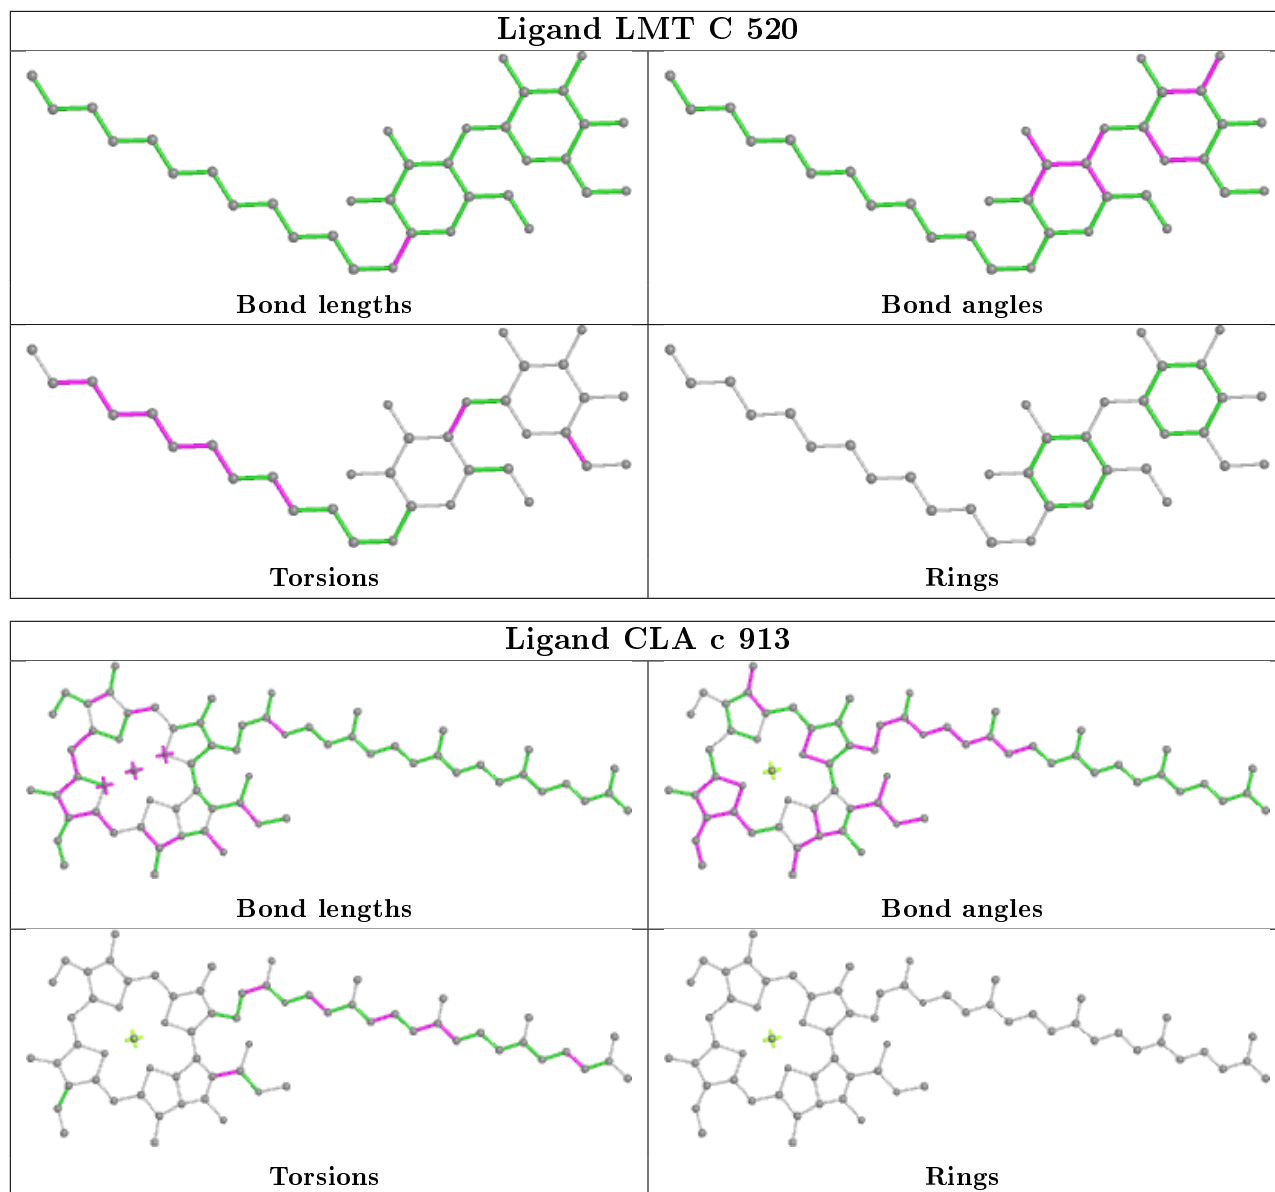 Ligand LMT C 520
Bond lengths
Bond angles
Torsions
Rings
Ligand CLA c 913
Bond lengths
Bond angles
Torsions
Rings